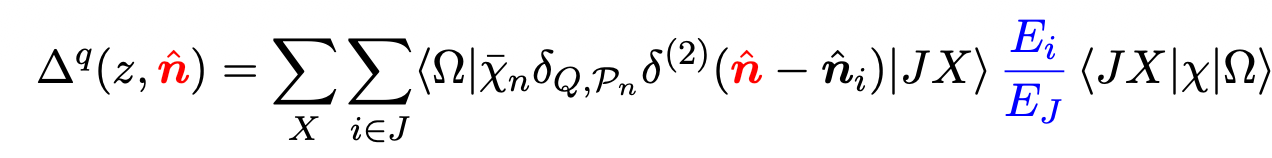 Δ^q(z, n̂) = ∑_X ∑_{i∈J} ⟨Ω|χ̄_n δ_{Q,𝒫_n} δ^{(2)}(n̂ − n̂_i)|JX⟩ E_i/E_J ⟨JX|χ|Ω⟩